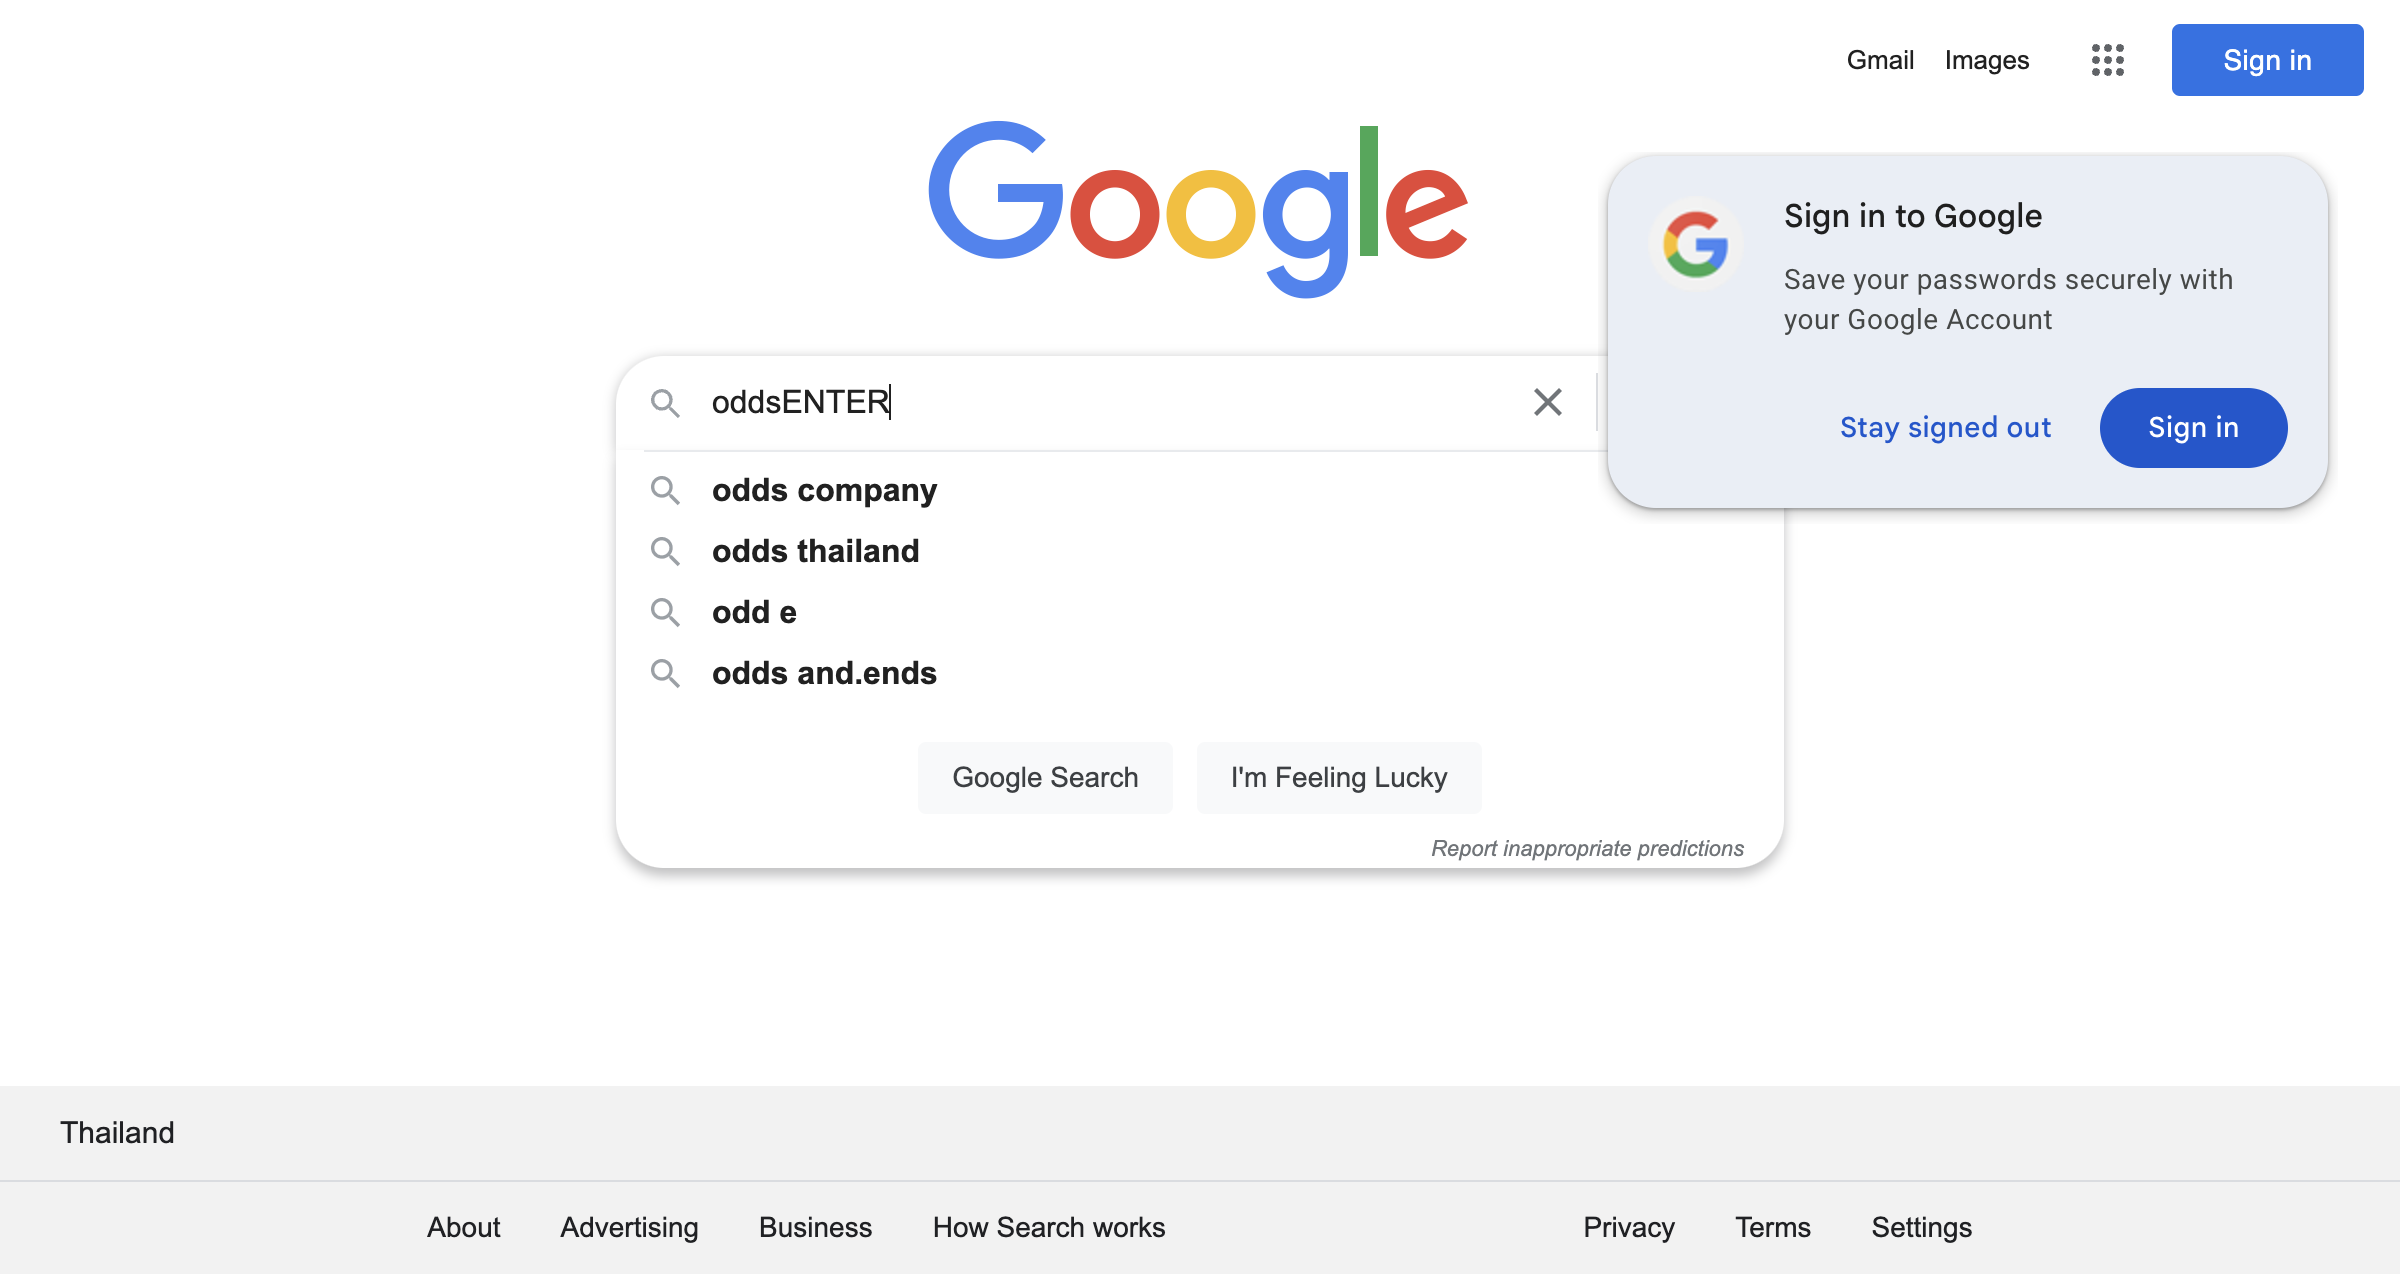 Gmail Images Sign in
Google
Sign in to Google
Save your passwords securely with
your Google Account
Stay signed out Sign in
oddsENTER
odds company
odds thailand
odd e
odds and.ends
Google Search I'm Feeling Lucky
Report inappropriate predictions
Thailand
About Advertising Business How Search works Privacy Terms Settings